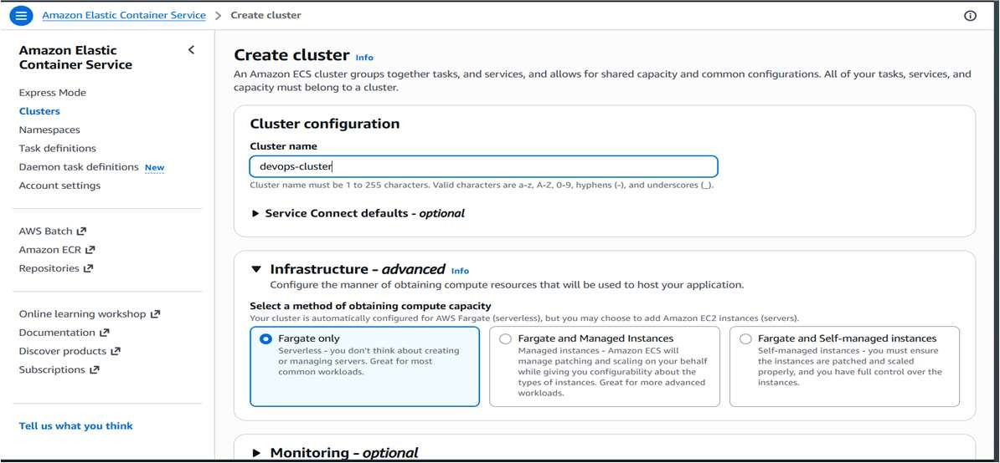 Amazon Elastic Container Service > Create cluster
Amazon Elastic
Container Service
Express Mode
Clusters
Namespaces
Task definitions
Daemon task definitions New
Account settings
AWS Batch
Amazon ECR
Repositories
Online learning workshop
Documentation
Discover products
Subscriptions
Tell us what you think
Create cluster Info
An Amazon ECS cluster groups together tasks, and services, and allows for shared capacity and common configurations. All of your tasks, services, and
capacity must belong to a cluster.
Cluster configuration
Cluster name
devops-cluster
Cluster name must be 1 to 255 characters. Valid characters are a-z, A-Z, 0-9, hyphens (-), and underscores (_).
Service Connect defaults - optional
Infrastructure - advanced Info
Configure the manner of obtaining compute resources that will be used to host your application.
Select a method of obtaining compute capacity
Your cluster is automatically configured for AWS Fargate (serverless), but you may choose to add Amazon EC2 instances (servers).
Fargate only
Serverless - you don't think about creating
or managing servers. Great for most
common workloads.
Fargate and Managed Instances
Managed instances - Amazon ECS will
manage patching and scaling on your behalf
while giving you configurability about the
types of instances. Great for more advanced
workloads.
Fargate and Self-managed instances
Self-managed instances - you must ensure
the instances are patched and scaled
properly, and you have full control over the
instances.
Monitoring - optional